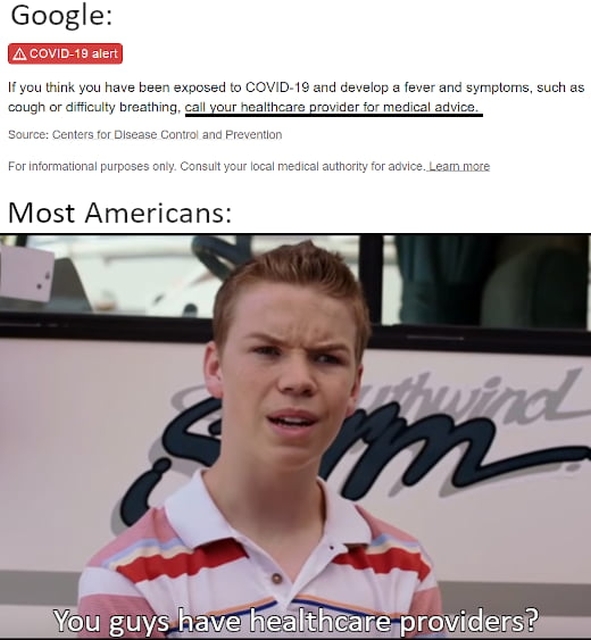 Google:
COVID-19 alert
If you think you have been exposed to COVID-19 and develop a fever and symptoms, such as
cough or difficulty breathing, call your healthcare provider for medical advice.
Source: Centers for Disease Control and Prevention
For informational purposes only. Consult your local medical authority for advice. Learn more
Most Americans:
uthwind
You guys have healthcare providers?